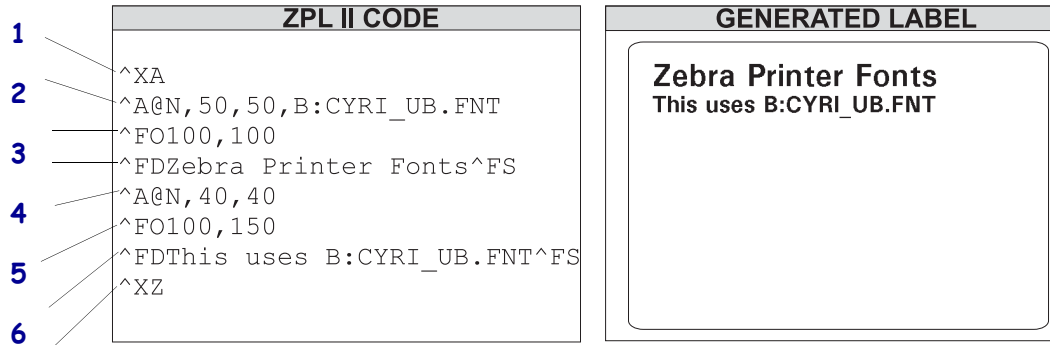 ZPL II CODE
1
^XA
2
^A@N,50,50,B:CYRI_UB.FNT
^FO100,100
3
^FDZebra Printer Fonts^FS
^A@N,40,40
4
^FO100,150
^FDThis uses B:CYRI_UB.FNT^FS
5
^XZ
6
GENERATED LABEL
Zebra Printer Fonts
This uses B:CYRI_UB.FNT